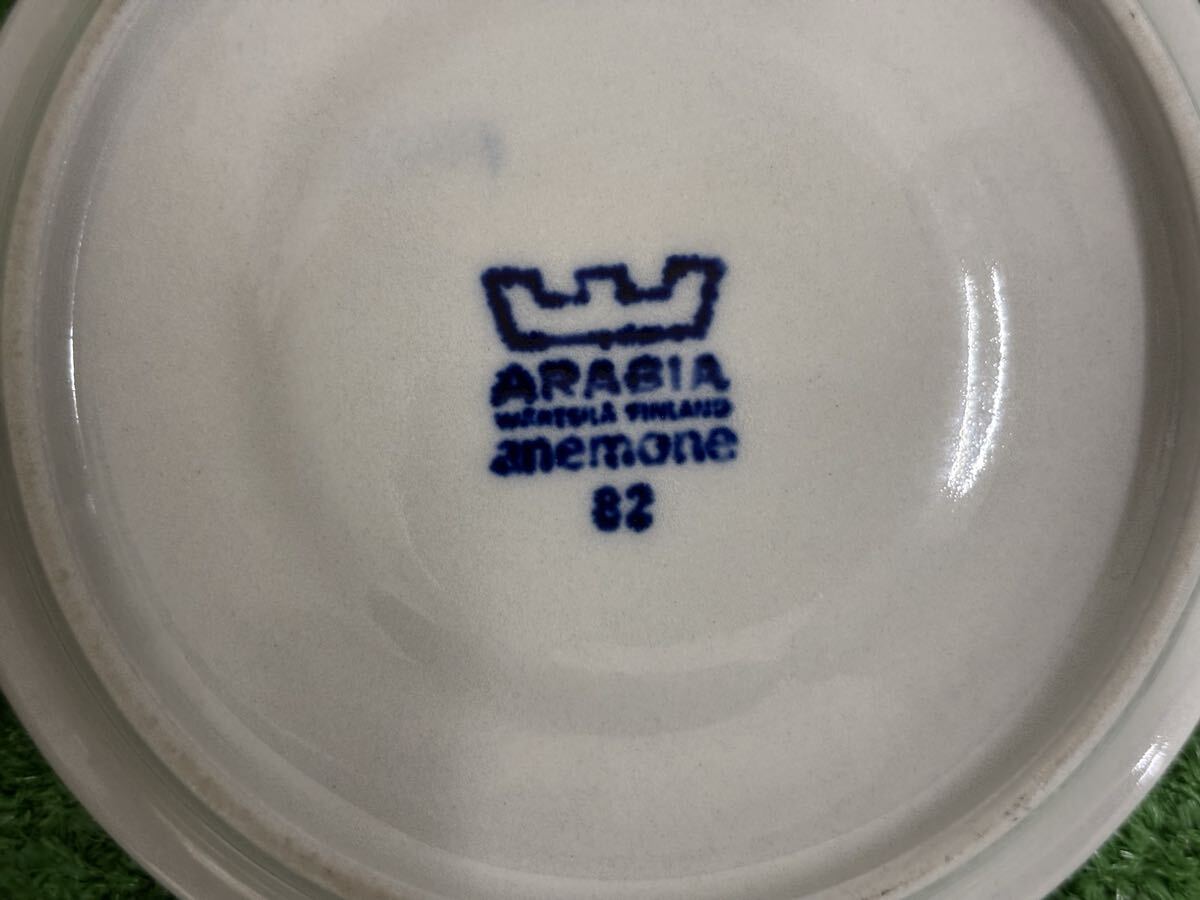 ARABIA
WÄRTSILÄ FINLAND
anemone
82